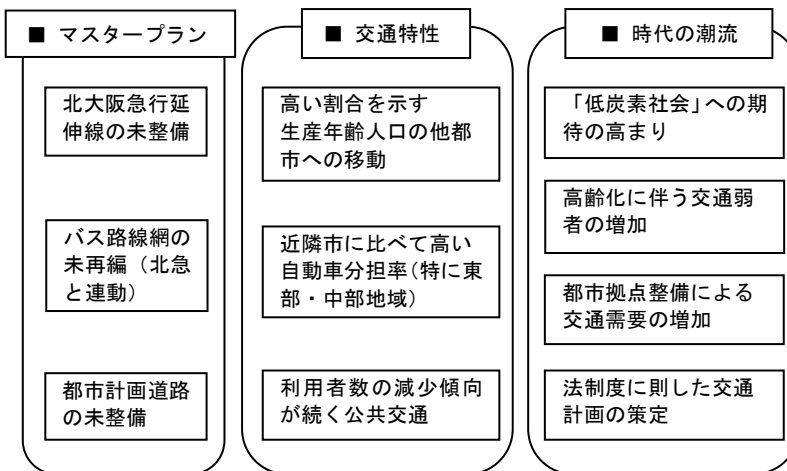 ■ マスタープラン
北大阪急行延
伸線の未整備
バス路線網の
未再編（北急
と連動）
都市計画道路
の未整備
■ 交通特性
高い割合を示す
生産年齢人口の他都
市への移動
近隣市に比べて高い
自動車分担率（特に東
部・中部地域）
利用者数の減少傾向
が続く公共交通
■ 時代の潮流
「低炭素社会」への期
待の高まり
高齢化に伴う交通弱
者の増加
都市拠点整備による
交通需要の増加
法制度に則した交通
計画の策定